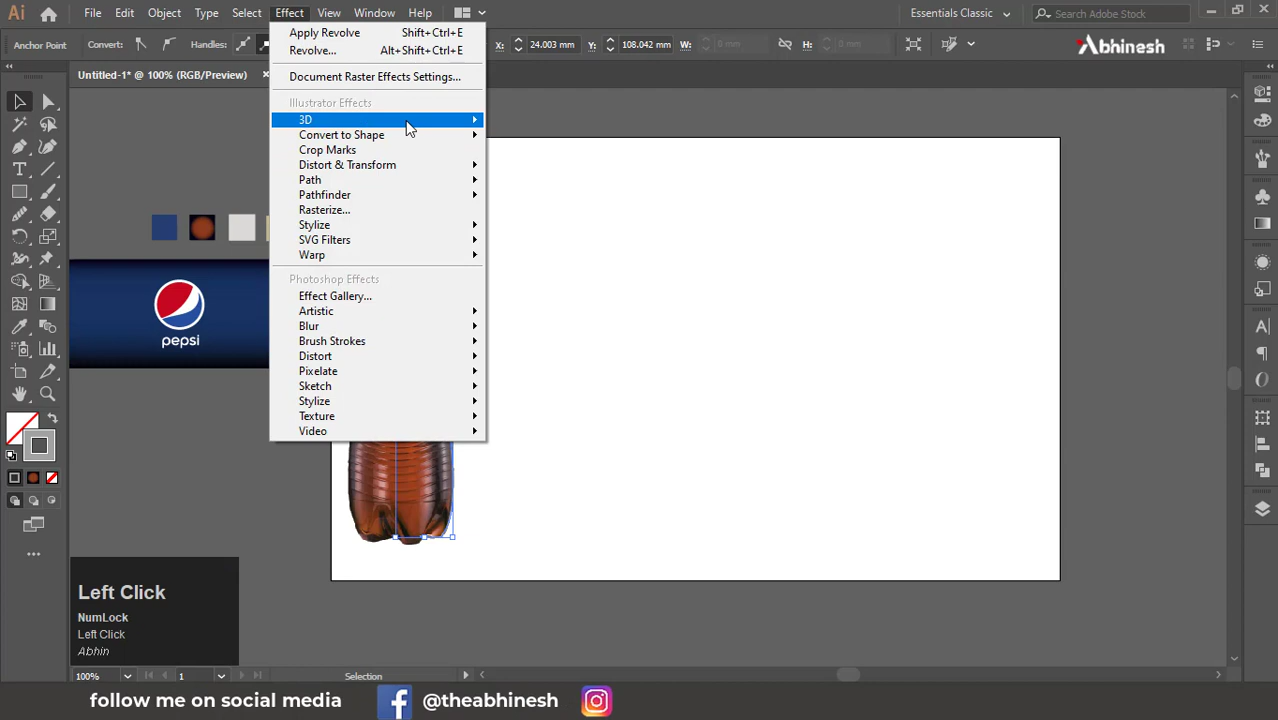 Ai File Edit Object Type Select Effect View Window Help Essentials Classic Search Adobe Stock
Anchor Point Convert: Handles: X: 24.003 mm Y: 108.042 mm W: 0 mm H: 0 mm Abhinesh
Untitled-1* @ 100% (RGB/Preview) ×
Apply Revolve Shift+Ctrl+E
Revolve... Alt+Shift+Ctrl+E
Document Raster Effects Settings...
Illustrator Effects
3D
Convert to Shape
Crop Marks
Distort & Transform
Path
Pathfinder
Rasterize...
Stylize
SVG Filters
Warp
Photoshop Effects
Effect Gallery...
Artistic
Blur
Brush Strokes
Distort
Pixelate
Sketch
Stylize
Texture
Video
pepsi
Left Click
NumLock
Left Click
Abhin
100% 1 Selection
follow me on social media @theabhinesh